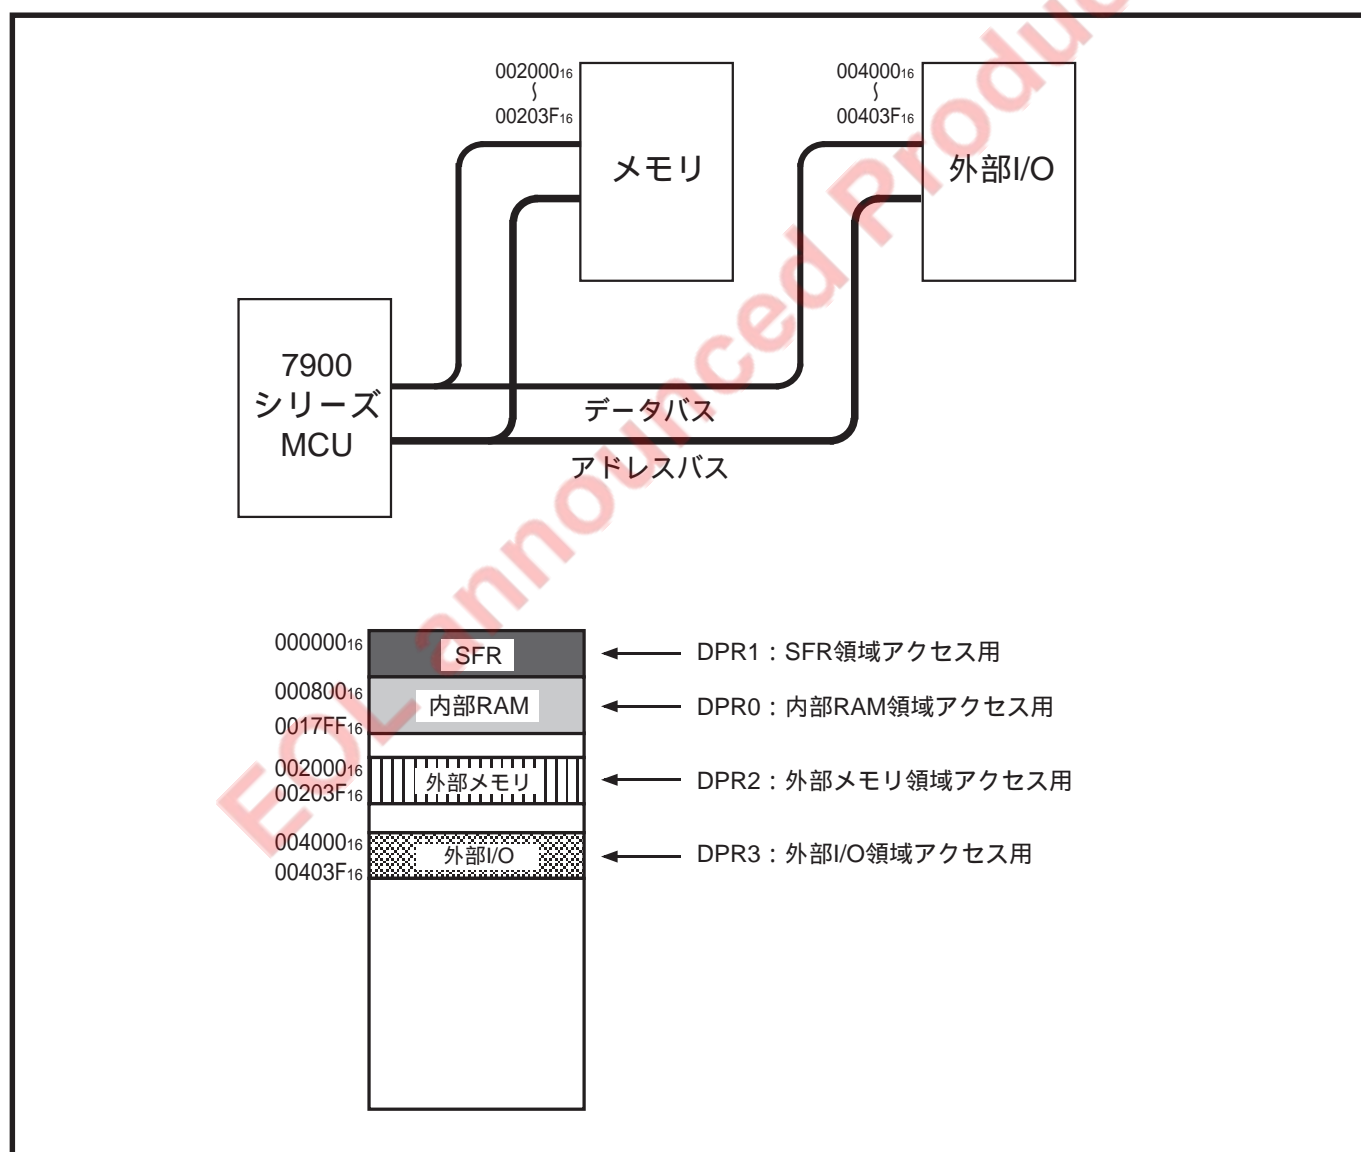 002000₁₆
〜
00203F₁₆
メモリ
004000₁₆
〜
00403F₁₆
外部I/O
7900
シリーズ
MCU
データバス
アドレスバス
000000₁₆
SFR
DPR1：SFR領域アクセス用
000800₁₆
内部RAM
DPR0：内部RAM領域アクセス用
0017FF₁₆
002000₁₆
外部メモリ
DPR2：外部メモリ領域アクセス用
00203F₁₆
004000₁₆
外部I/O
DPR3：外部I/O領域アクセス用
00403F₁₆